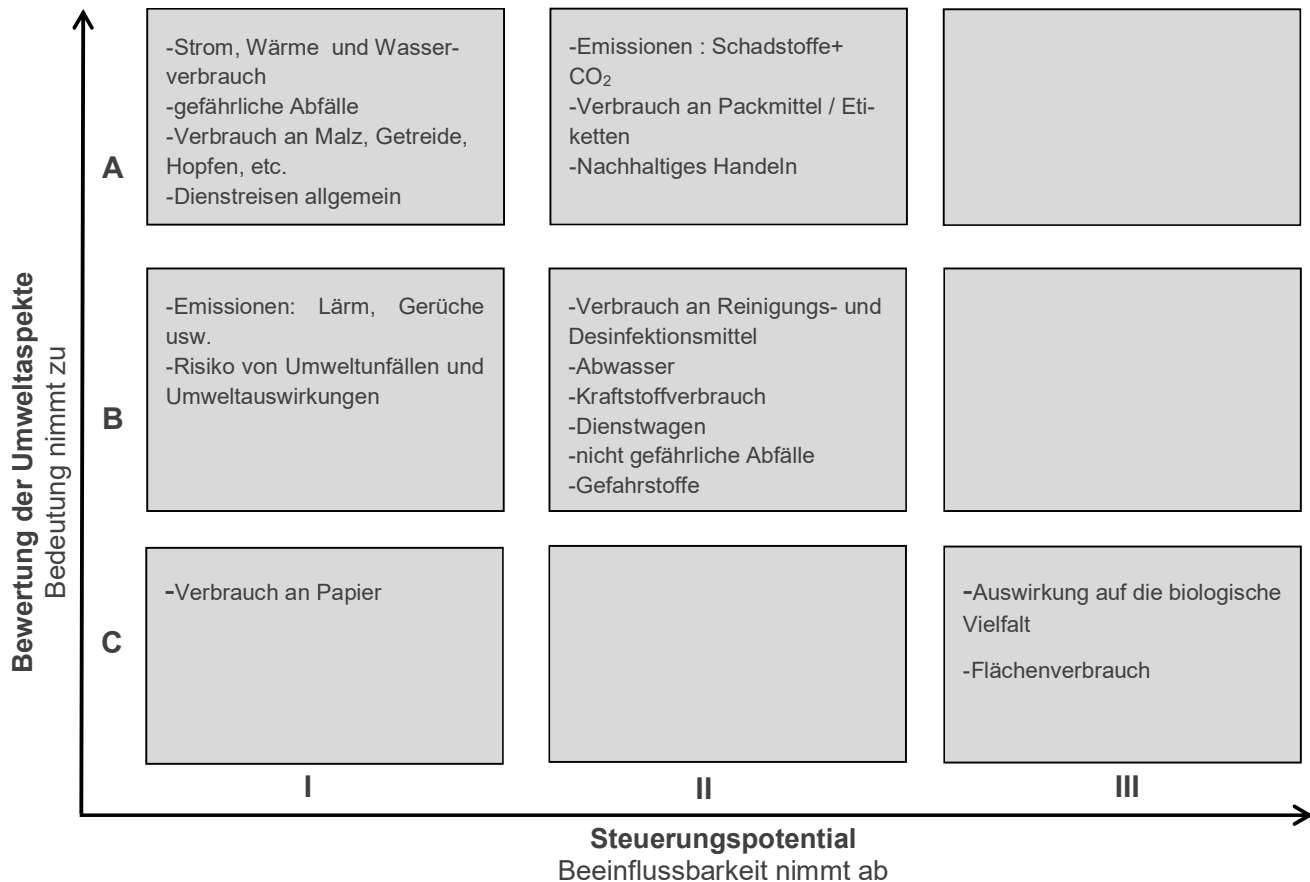 -Strom, Wärme und Wasser-
verbrauch
-gefährliche Abfälle
-Verbrauch an Malz, Getreide,
Hopfen, etc.
-Dienstreisen allgemein
-Emissionen : Schadstoffe+
CO₂
-Verbrauch an Packmittel / Eti-
ketten
-Nachhaltiges Handeln
A
-Emissionen: Lärm, Gerüche
usw.
-Risiko von Umweltunfällen und
Umweltauswirkungen
-Verbrauch an Reinigungs- und
Desinfektionsmittel
-Abwasser
-Kraftstoffverbrauch
-Dienstwagen
-nicht gefährliche Abfälle
-Gefahrstoffe
B
-Verbrauch an Papier
-Auswirkung auf die biologische
Vielfalt
-Flächenverbrauch
C
Bewertung der Umweltaspekte
Bedeutung nimmt zu
I
II
III
Steuerungspotential
Beeinflussbarkeit nimmt ab